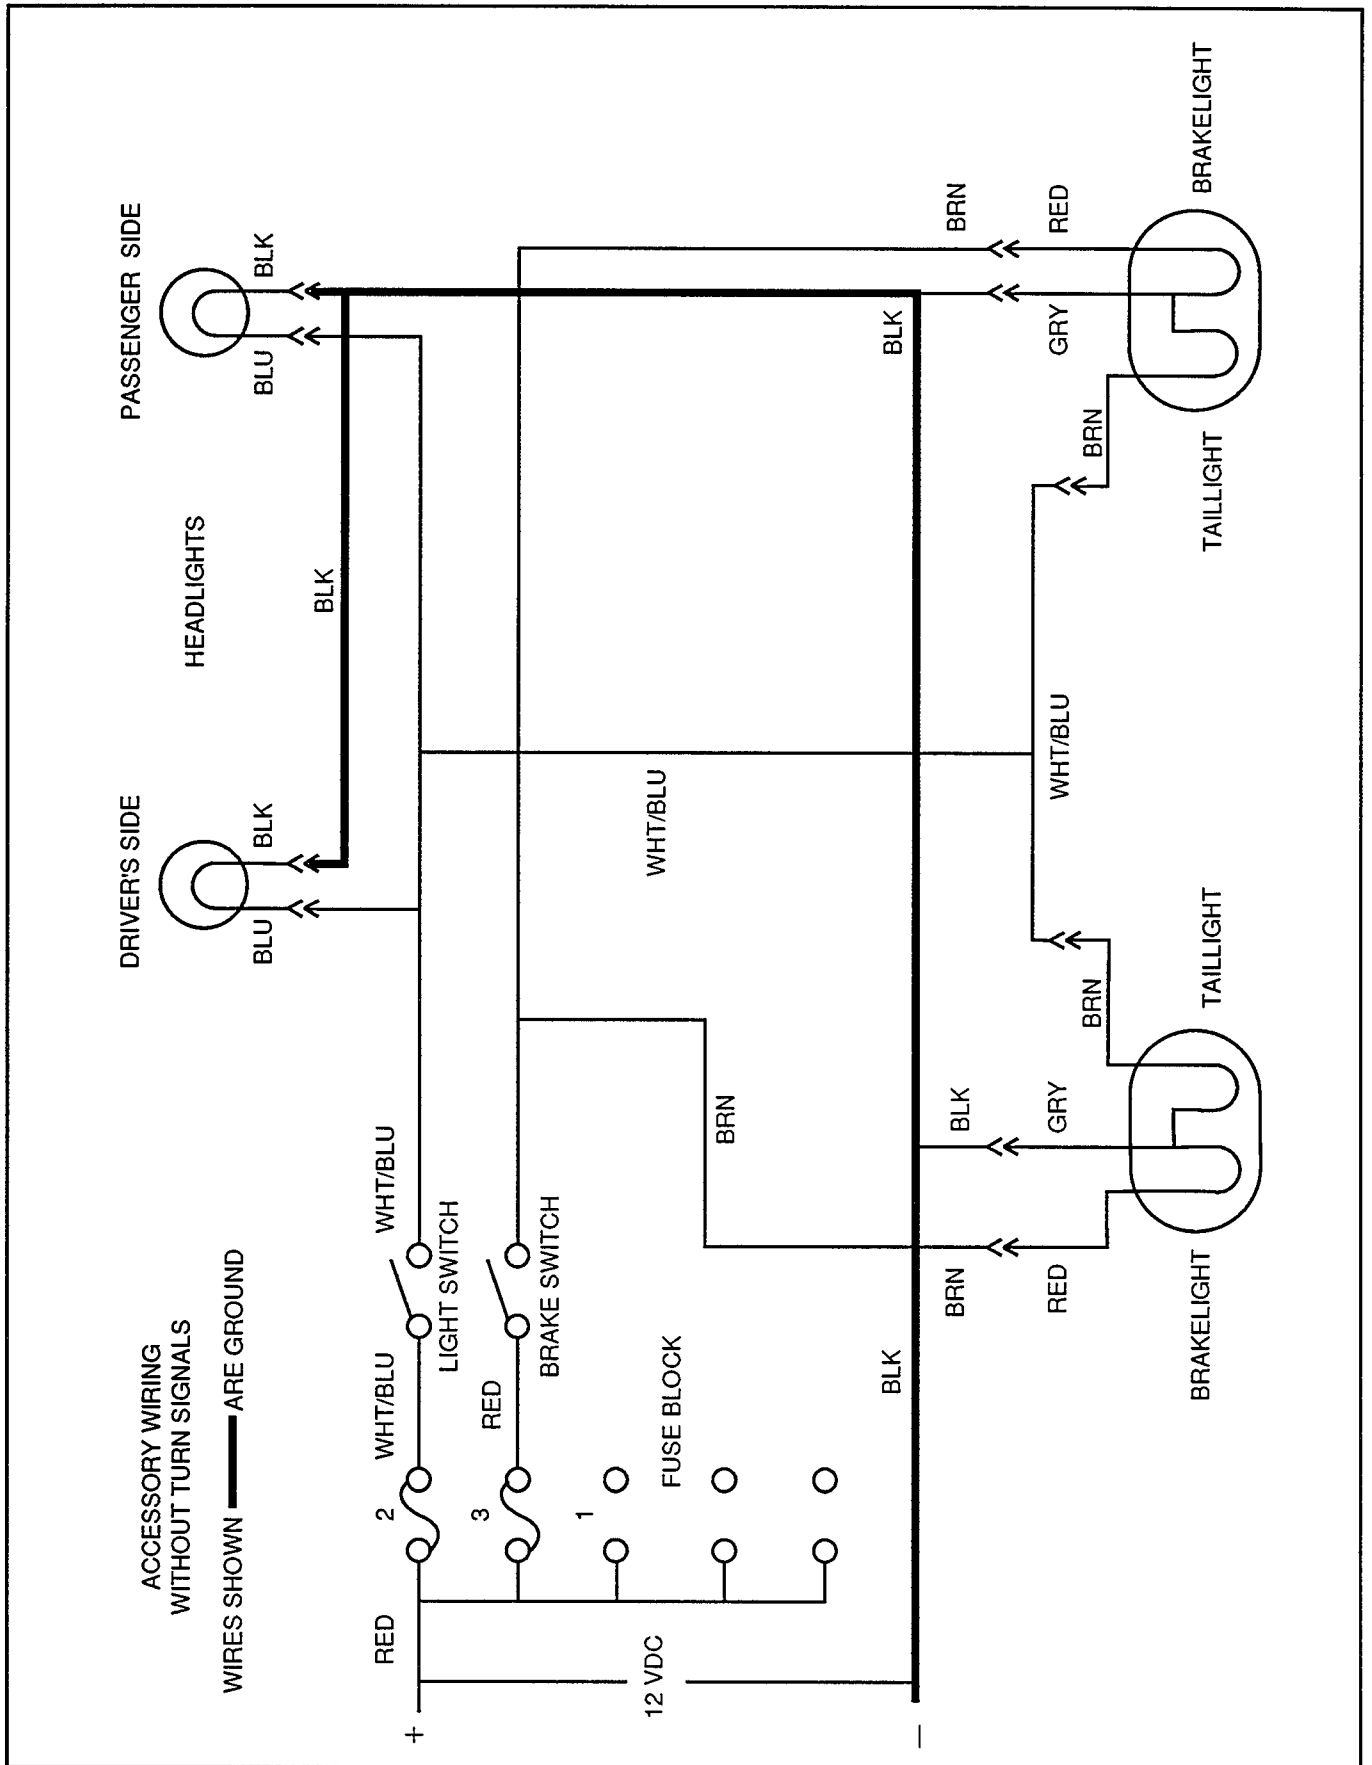 ACCESSORY WIRING
WITHOUT TURN SIGNALS
WIRES SHOWN ARE GROUND
DRIVER'S SIDE
HEADLIGHTS
PASSENGER SIDE
BLU
BLK
BLK
BLU
BLK
+
RED
2
WHT/BLU
LIGHT SWITCH
WHT/BLU
3
RED
BRAKE SWITCH
1
FUSE BLOCK
12 VDC
BRN
WHT/BLU
BLK
BLK
−
BRN
BLK
BRN
RED
GRY
BRN
WHT/BLU
BRN
GRY
RED
BRAKELIGHT
TAILLIGHT
TAILLIGHT
BRAKELIGHT